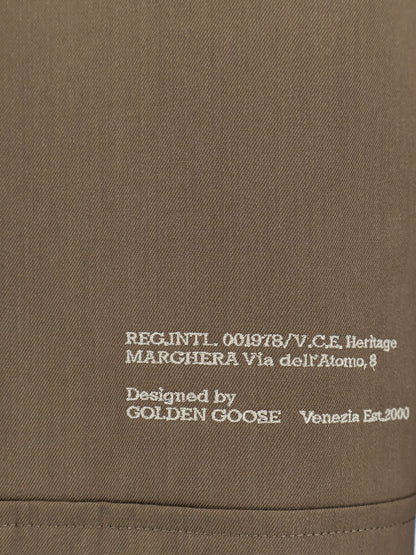 REG.INTL. 001978/V.C.E. Heritage
MARGHERA Via dell'Atomo, 8
Designed by
GOLDEN GOOSE Venezia Est.2000